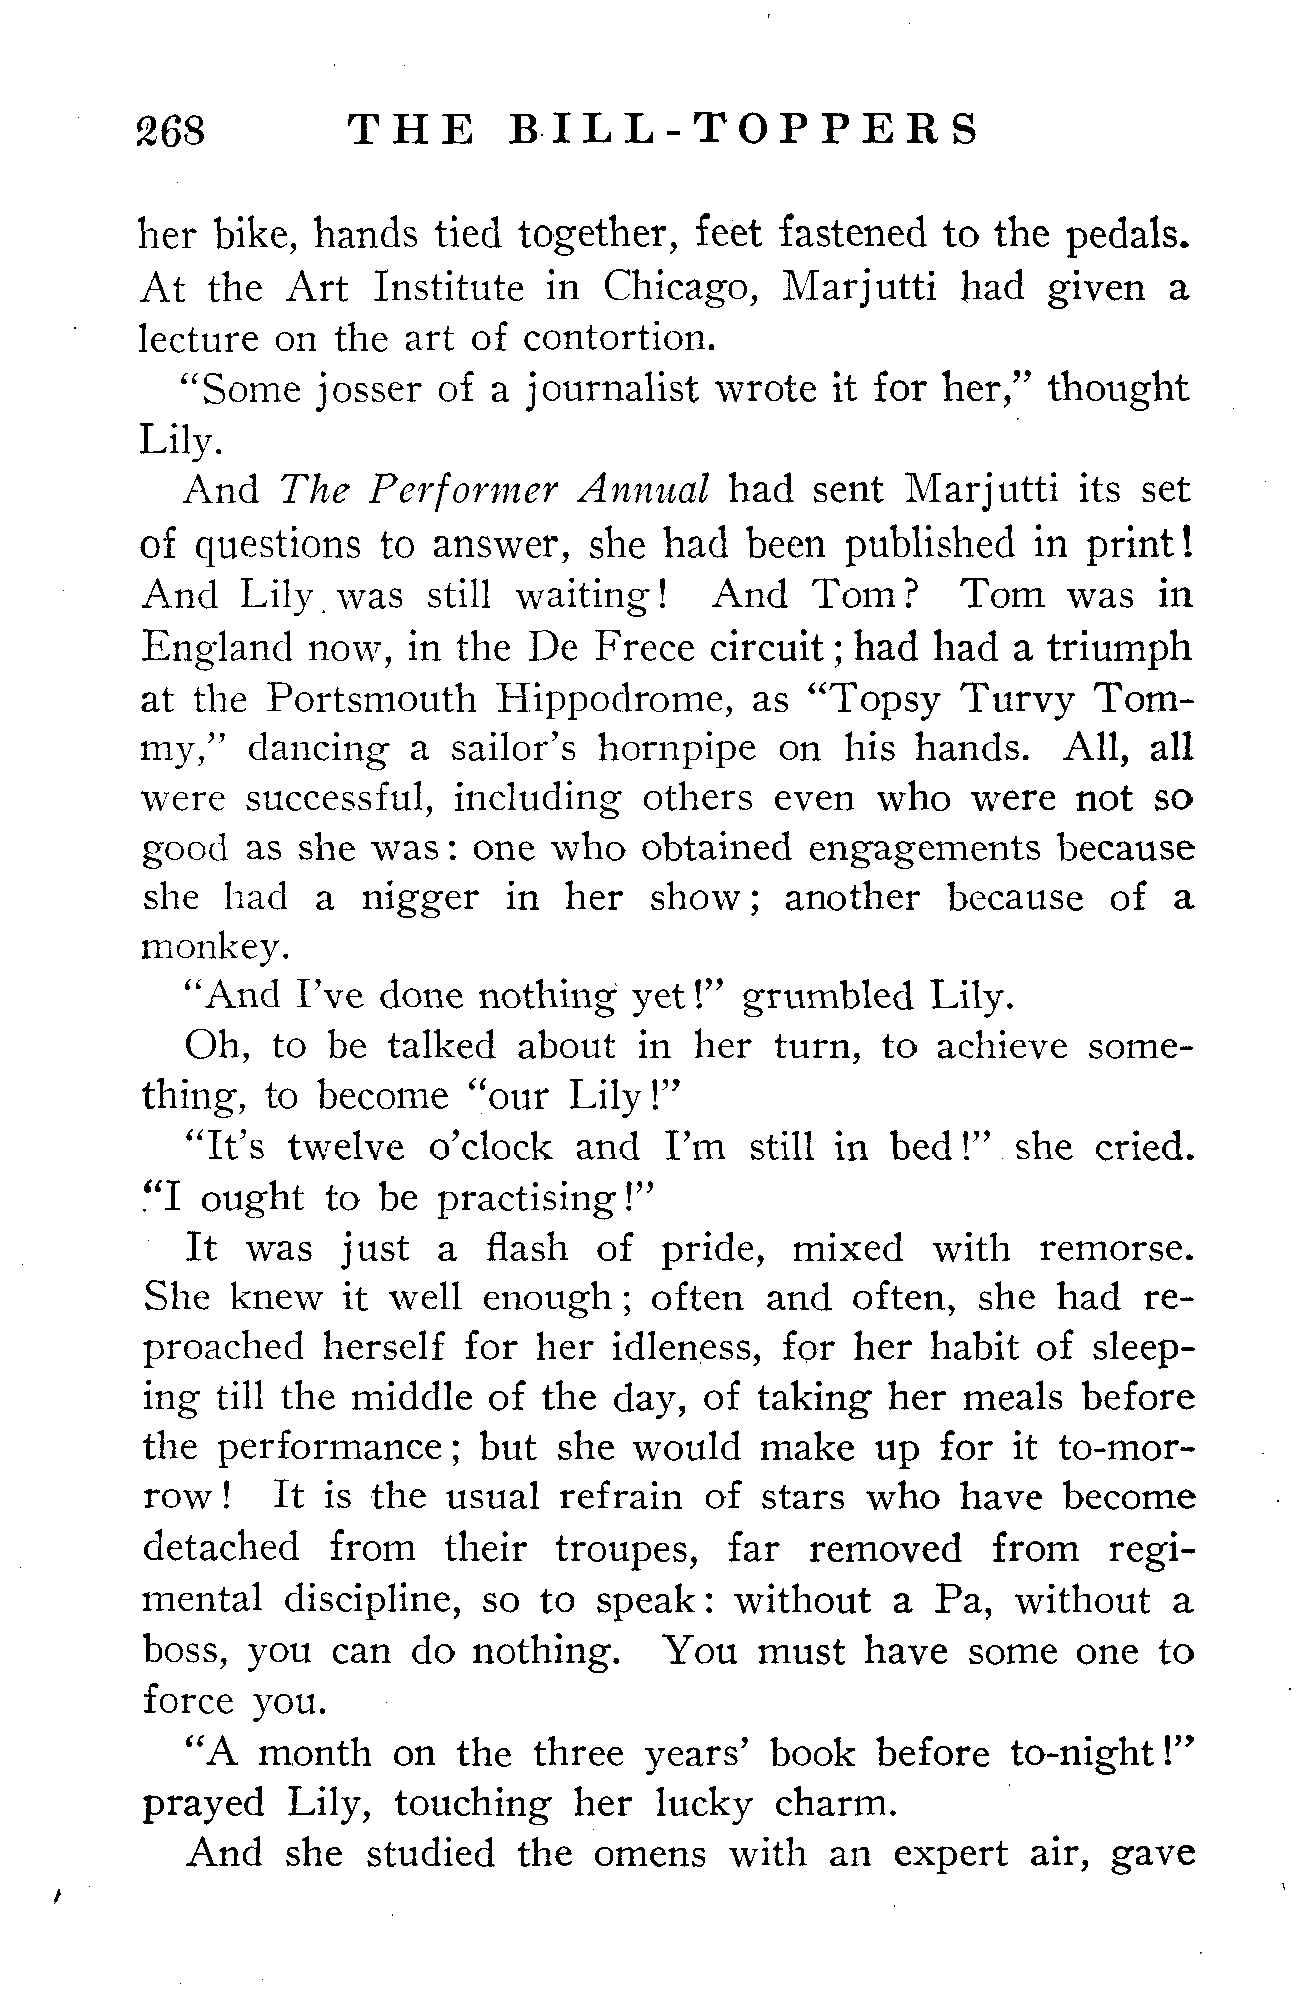 268 THE BILL-TOPPERS
her bike, hands tied together, feet fastened to the pedals.
At the Art Institute in Chicago, Marjutti had given a
lecture on the art of contortion.
“Some josser of a journalist wrote it for her,” thought
Lily.
And The Performer Annual had sent Marjutti its set
of questions to answer, she had been published in print!
And Lily was still waiting! And Tom? Tom was in
England now, in the De Frece circuit; had had a triumph
at the Portsmouth Hippodrome, as “Topsy Turvy Tom-
my,” dancing a sailor’s hornpipe on his hands. All, all
were successful, including others even who were not so
good as she was: one who obtained engagements because
she had a nigger in her show; another because of a
monkey.
“And I’ve done nothing yet!” grumbled Lily.
Oh, to be talked about in her turn, to achieve some-
thing, to become “our Lily!”
“It’s twelve o’clock and I’m still in bed!” she cried.
“I ought to be practising!”
It was just a flash of pride, mixed with remorse.
She knew it well enough; often and often, she had re-
proached herself for her idleness, for her habit of sleep-
ing till the middle of the day, of taking her meals before
the performance; but she would make up for it to-mor-
row! It is the usual refrain of stars who have become
detached from their troupes, far removed from regi-
mental discipline, so to speak: without a Pa, without a
boss, you can do nothing. You must have some one to
force you.
“A month on the three years’ book before to-night!”
prayed Lily, touching her lucky charm.
And she studied the omens with an expert air, gave